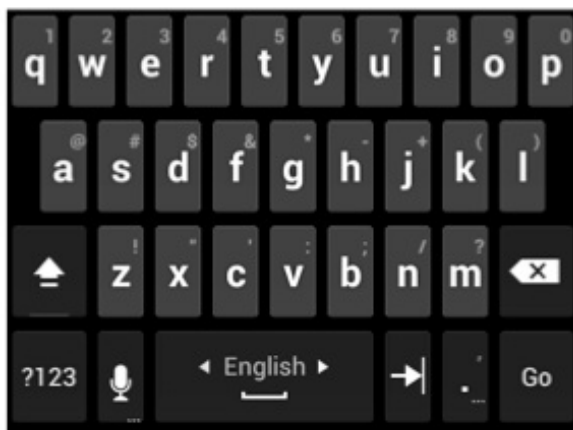 1 2 3 4 5 6 7 8 9 0
q w e r t y u i o p
@ # $ & * - + ( )
a s d f g h j k l
! " ' : ; / ?
z x c v b n m
?123 ◂ English ▸ . , ... Go